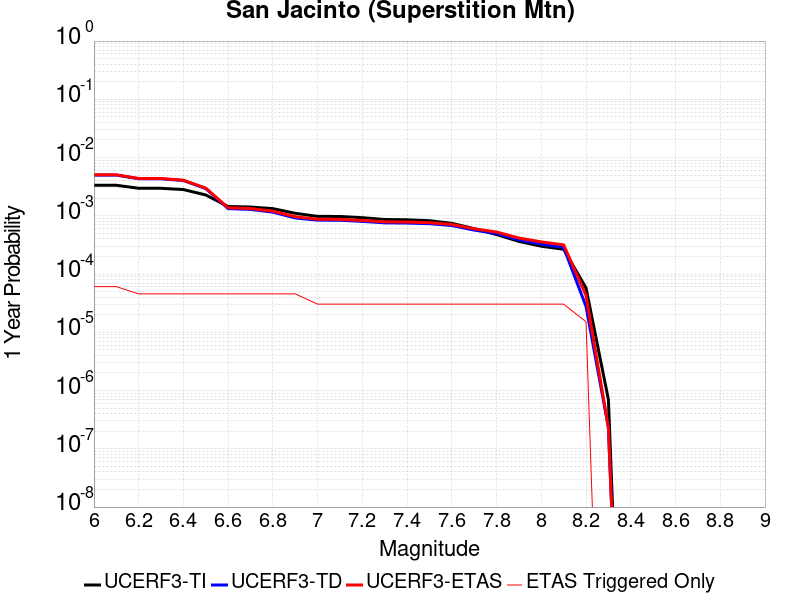 San Jacinto (Superstition Mtn)
10^0
10^-1
10^-2
10^-3
10^-4
10^-5
10^-6
10^-7
10^-8
1 Year Probability
6 6.2 6.4 6.6 6.8 7 7.2 7.4 7.6 7.8 8 8.2 8.4 8.6 8.8 9
Magnitude
UCERF3-TI UCERF3-TD UCERF3-ETAS ETAS Triggered Only